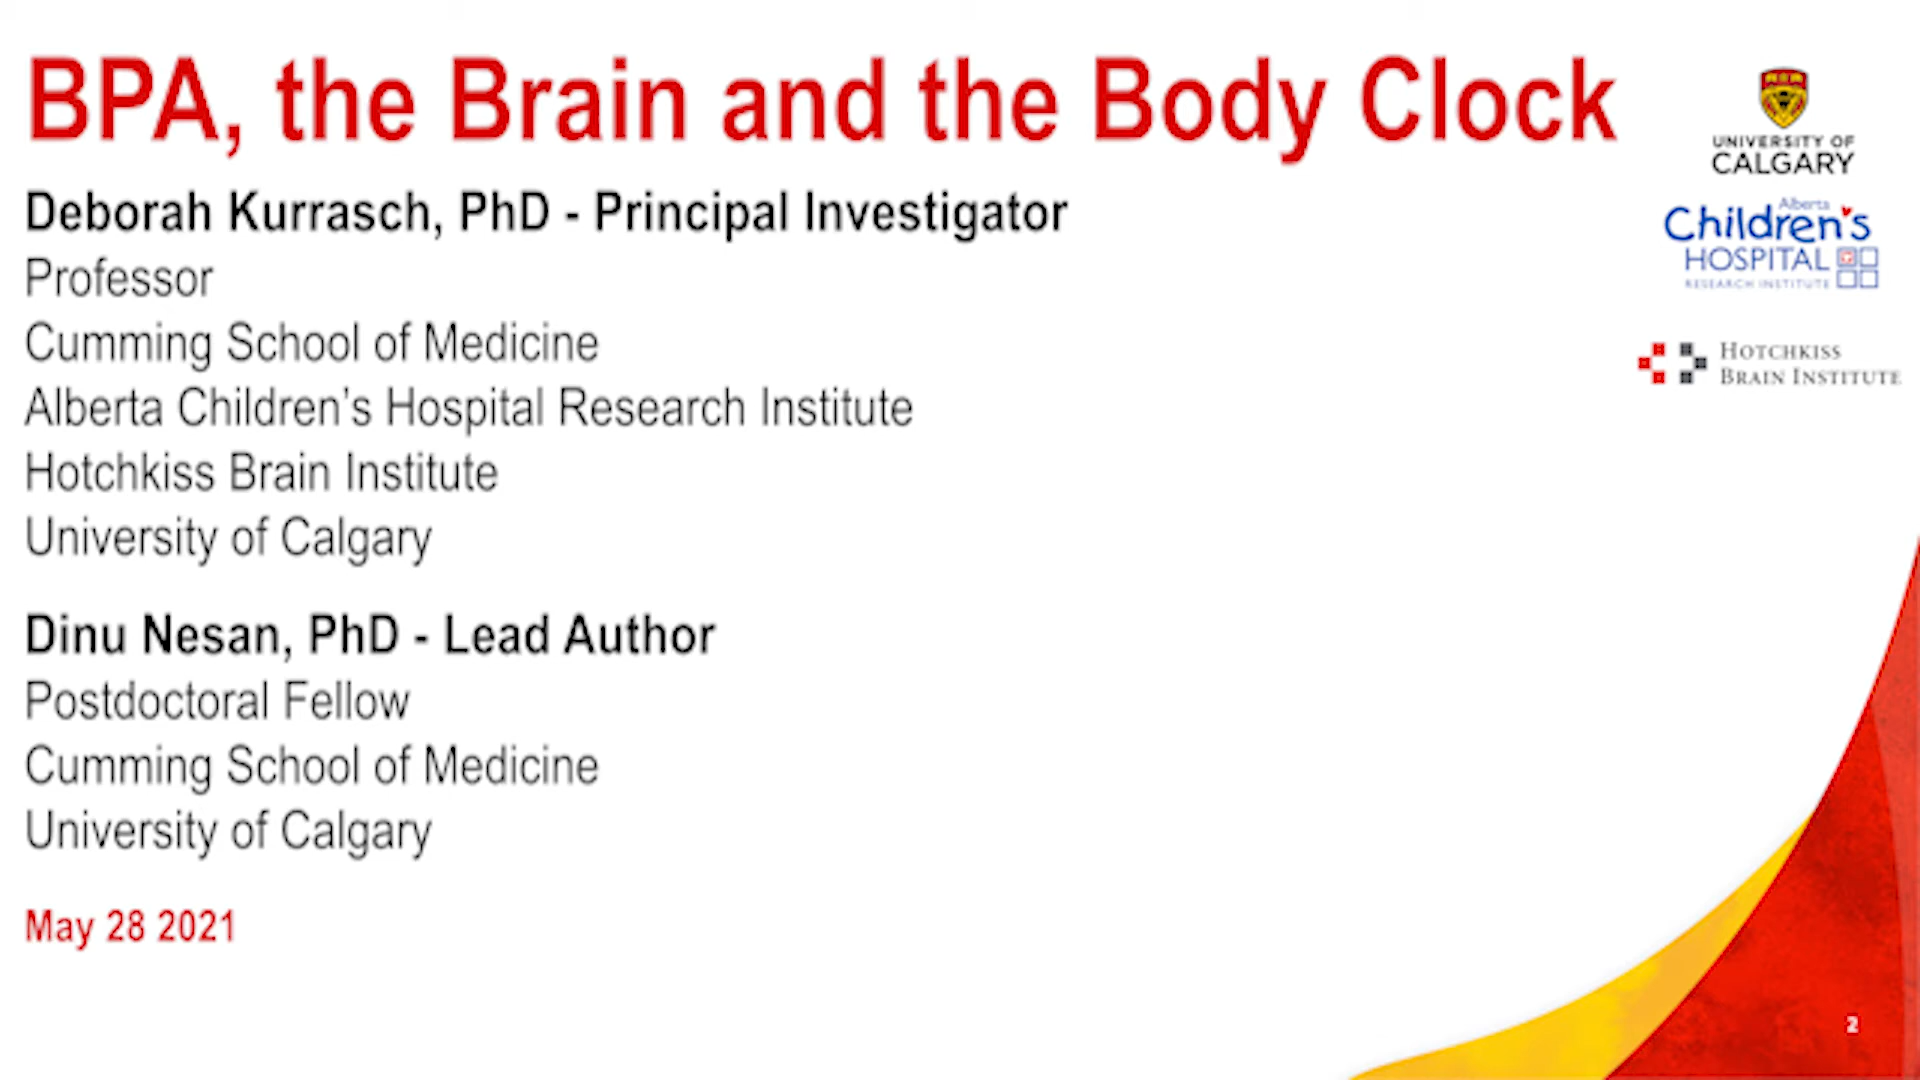 BPA, the Brain and the Body Clock
Deborah Kurrasch, PhD - Principal Investigator
Professor
Cumming School of Medicine
Alberta Children’s Hospital Research Institute
Hotchkiss Brain Institute
University of Calgary
Dinu Nesan, PhD - Lead Author
Postdoctoral Fellow
Cumming School of Medicine
University of Calgary
May 28 2021
UNIVERSITY OF
CALGARY
Alberta
Children's
HOSPITAL
RESEARCH INSTITUTE
HOTCHKISS
BRAIN INSTITUTE
2